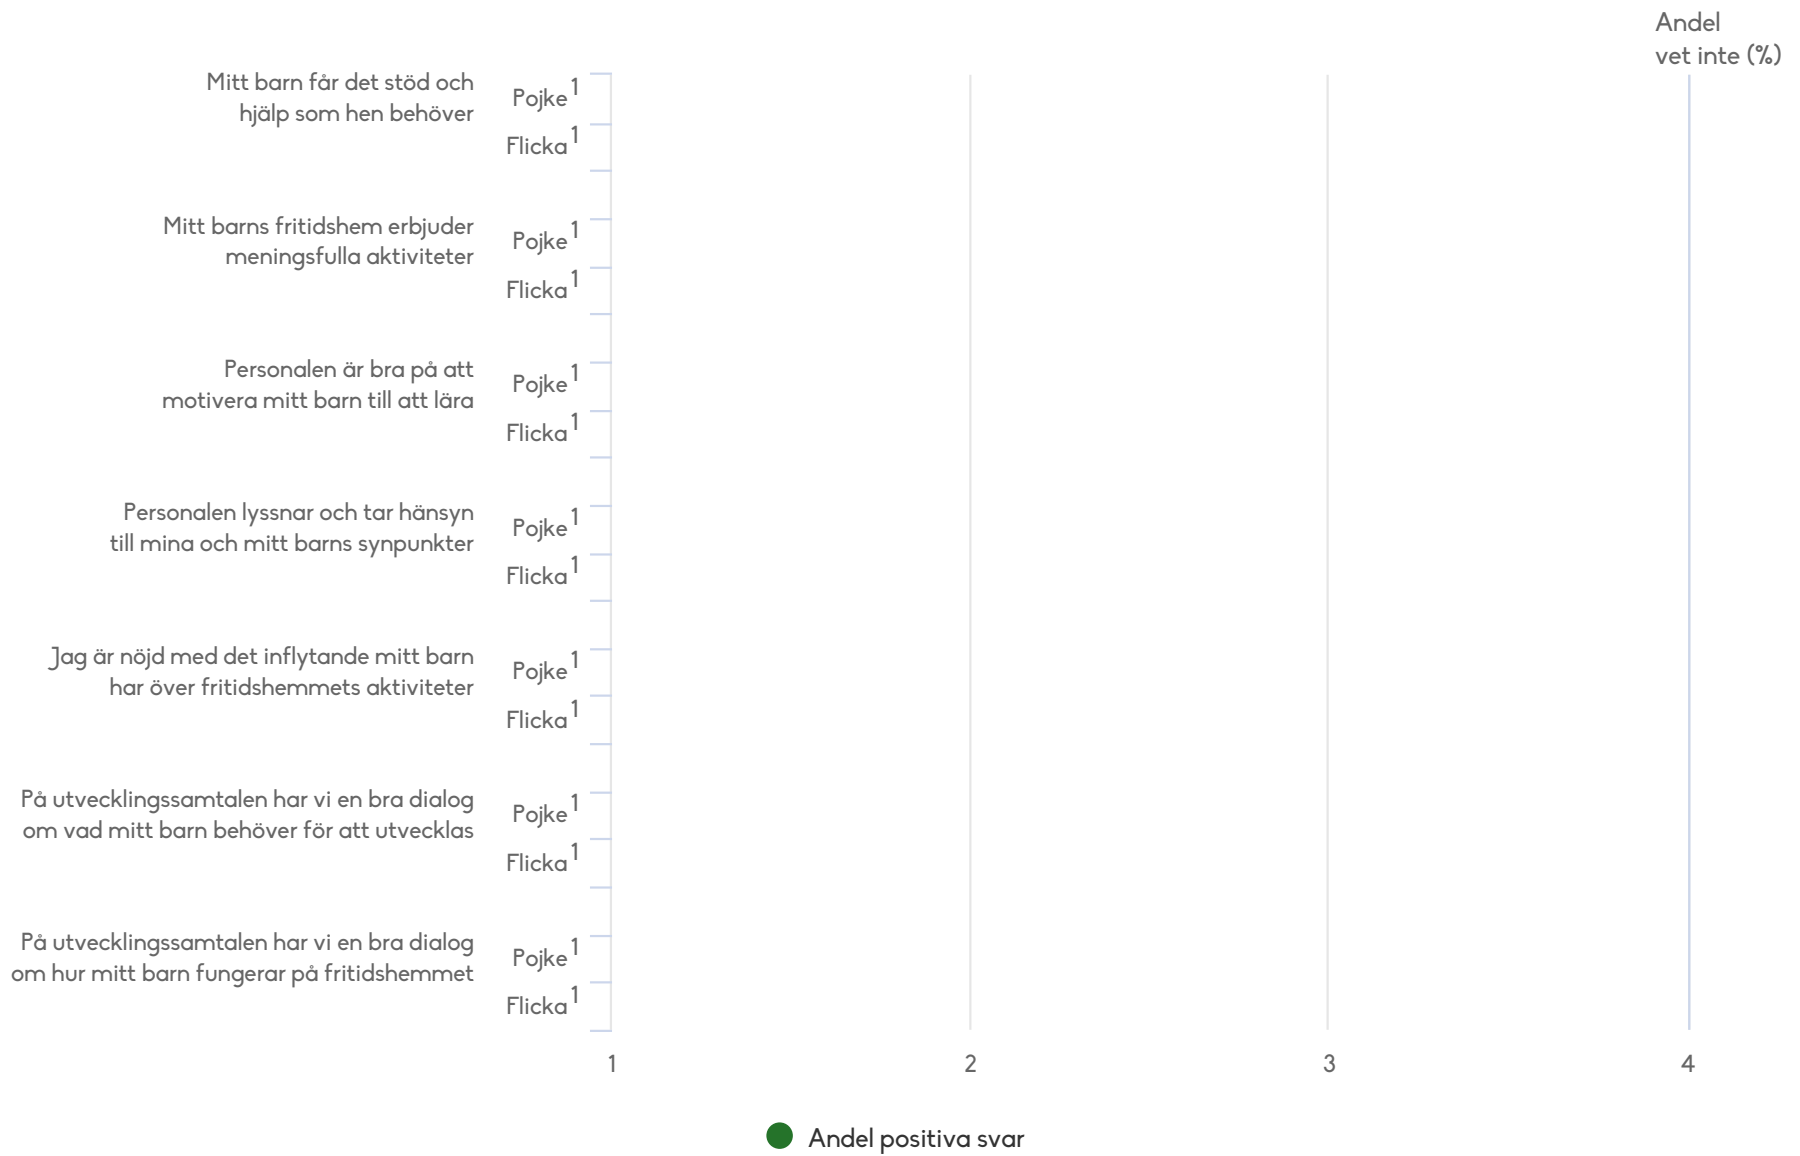 Andel
vet inte (%)
Mitt barn får det stöd och
hjälp som hen behöver
Pojke¹
Flicka¹
Mitt barns fritidshem erbjuder
meningsfulla aktiviteter
Pojke¹
Flicka¹
Personalen är bra på att
motivera mitt barn till att lära
Pojke¹
Flicka¹
Personalen lyssnar och tar hänsyn
till mina och mitt barns synpunkter
Pojke¹
Flicka¹
Jag är nöjd med det inflytande mitt barn
har över fritidshemmets aktiviteter
Pojke¹
Flicka¹
På utvecklingssamtalen har vi en bra dialog
om vad mitt barn behöver för att utvecklas
Pojke¹
Flicka¹
På utvecklingssamtalen har vi en bra dialog
om hur mitt barn fungerar på fritidshemmet
Pojke¹
Flicka¹
1 2 3 4
Andel positiva svar